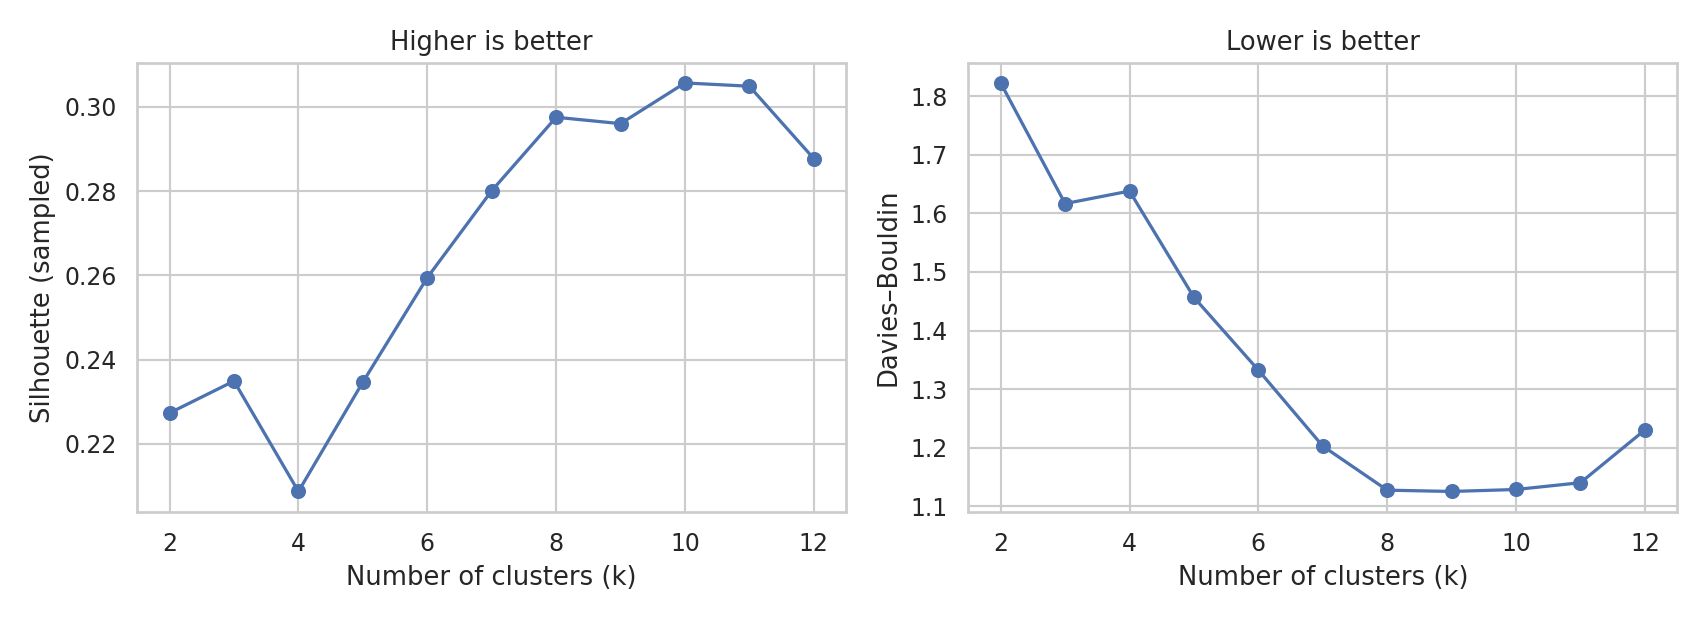 Higher is better
Silhouette (sampled)
0.30
0.28
0.26
0.24
0.22
2 4 6 8 10 12
Number of clusters (k)
Lower is better
Davies–Bouldin
1.8
1.7
1.6
1.5
1.4
1.3
1.2
1.1
2 4 6 8 10 12
Number of clusters (k)